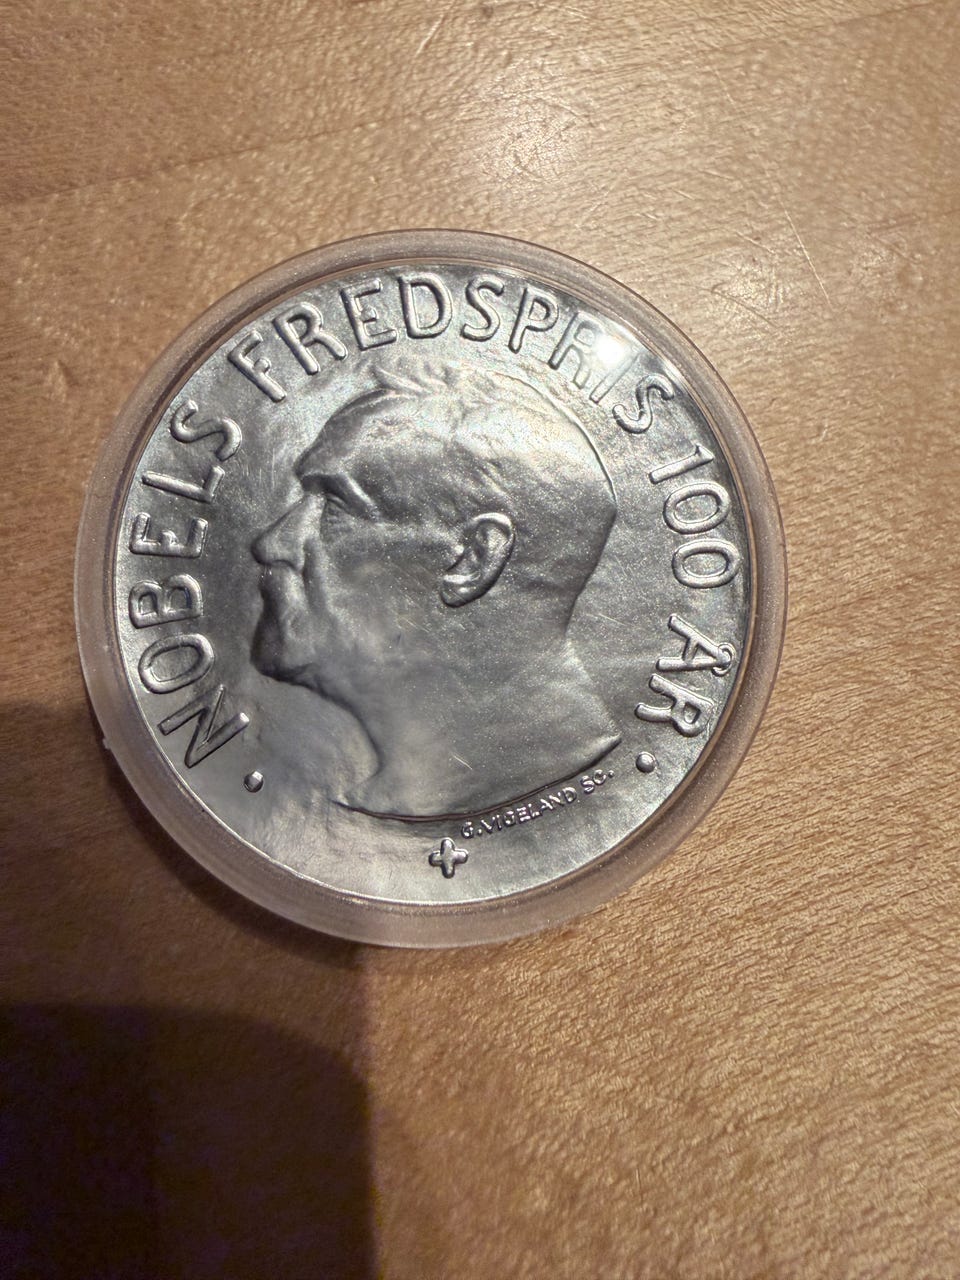 NOBELS FREDSPRIS 100 ÅR
G. VIGELAND SC.